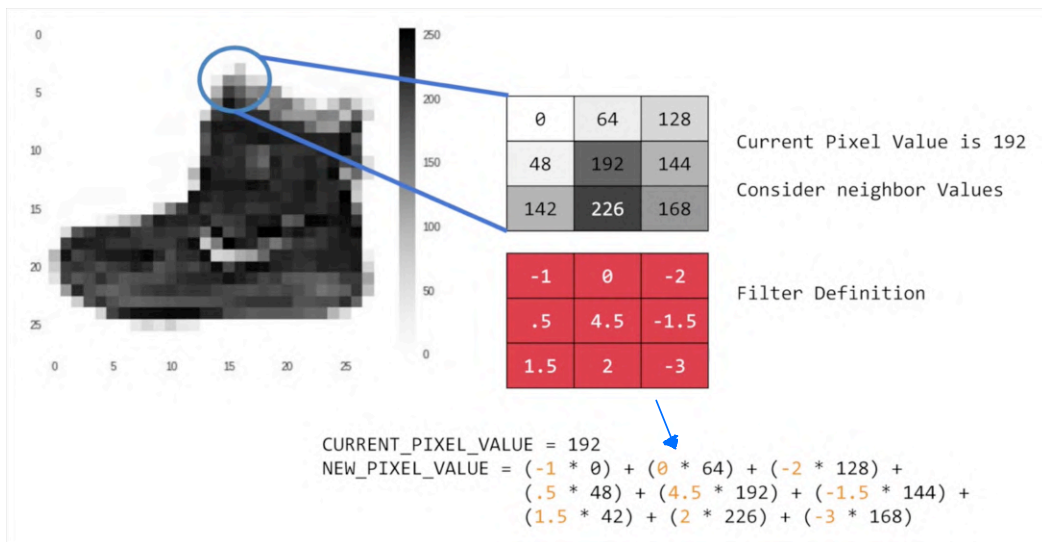 0
5
10
15
20
25
0 5 10 15 20 25
250
200
150
100
50
0
0 64 128
48 192 144
142 226 168
Current Pixel Value is 192
Consider neighbor Values
-1 0 -2
.5 4.5 -1.5
1.5 2 -3
Filter Definition
CURRENT_PIXEL_VALUE = 192
NEW_PIXEL_VALUE = (-1 * 0) + (0 * 64) + (-2 * 128) +
(.5 * 48) + (4.5 * 192) + (-1.5 * 144) +
(1.5 * 42) + (2 * 226) + (-3 * 168)